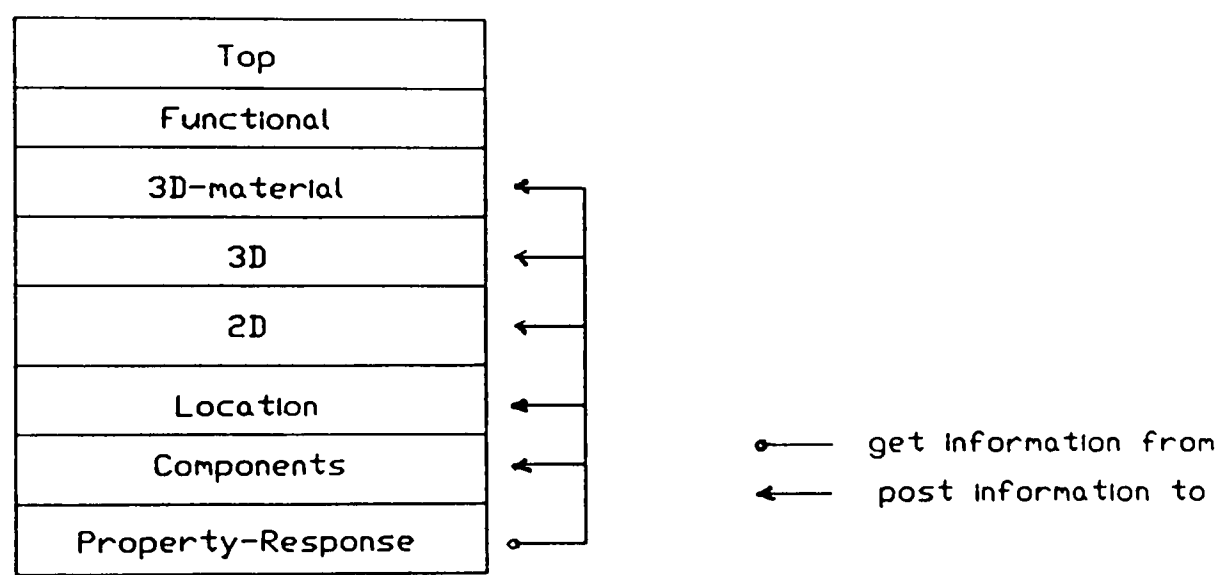 Top
Functional
3D-material
3D
2D
Location
Components
Property-Response
get information from
post information to